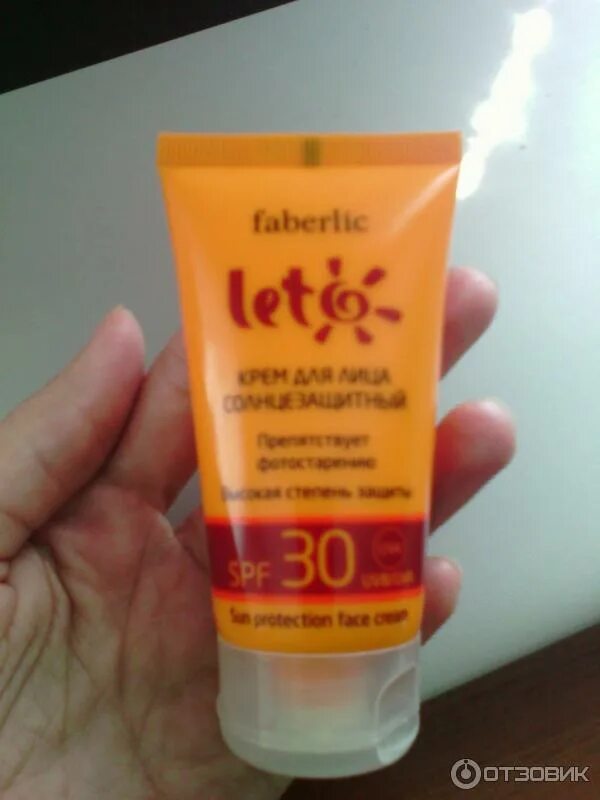 faberlic
leto
КРЕМ ДЛЯ ЛИЦА
СОЛНЦЕЗАЩИТНЫЙ
Препятствует
фотостарению
Высокая степень защиты
SPF 30
Sun protection face cream
ОТЗОВИК